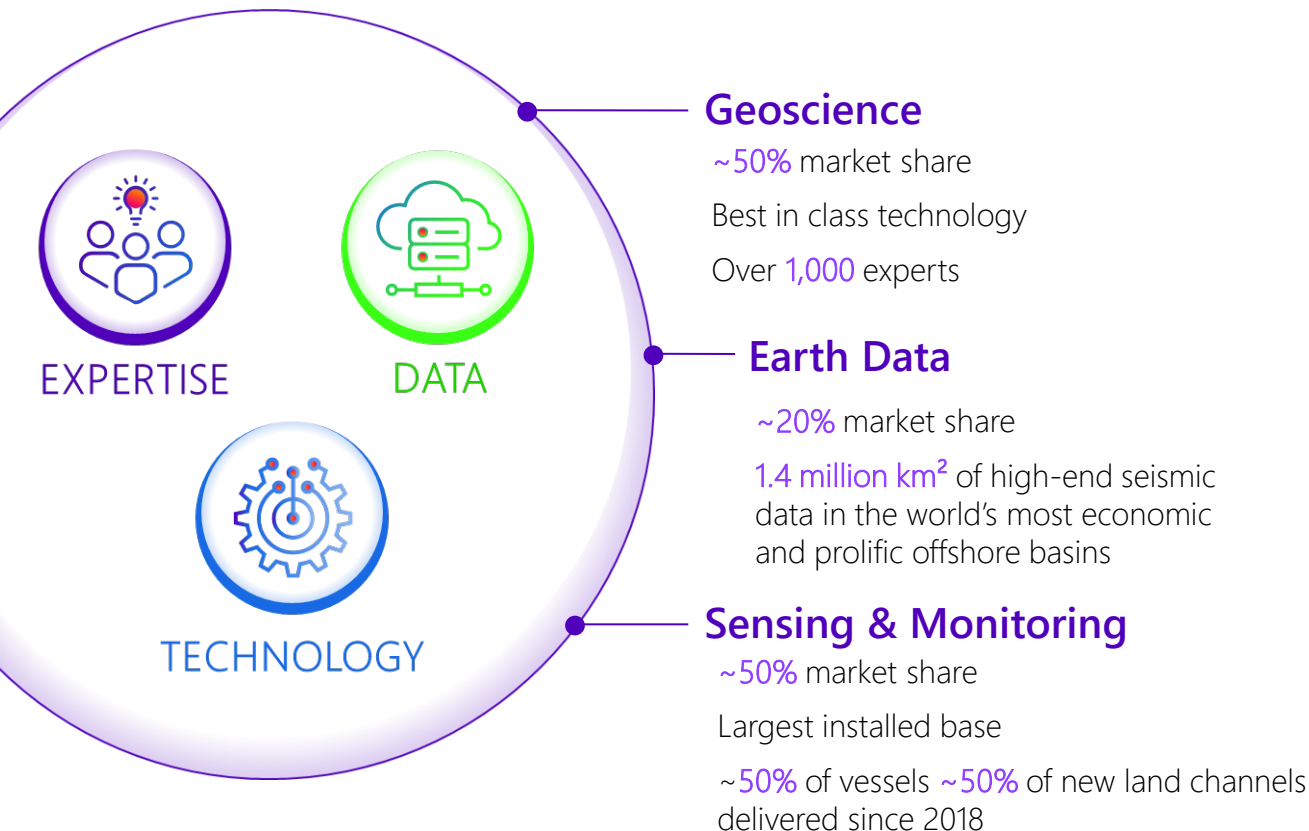 EXPERTISE
DATA
TECHNOLOGY
Geoscience
~50% market share
Best in class technology
Over 1,000 experts
Earth Data
~20% market share
1.4 million km² of high-end seismic
data in the world’s most economic
and prolific offshore basins
Sensing & Monitoring
~50% market share
Largest installed base
~50% of vessels ~50% of new land channels
delivered since 2018